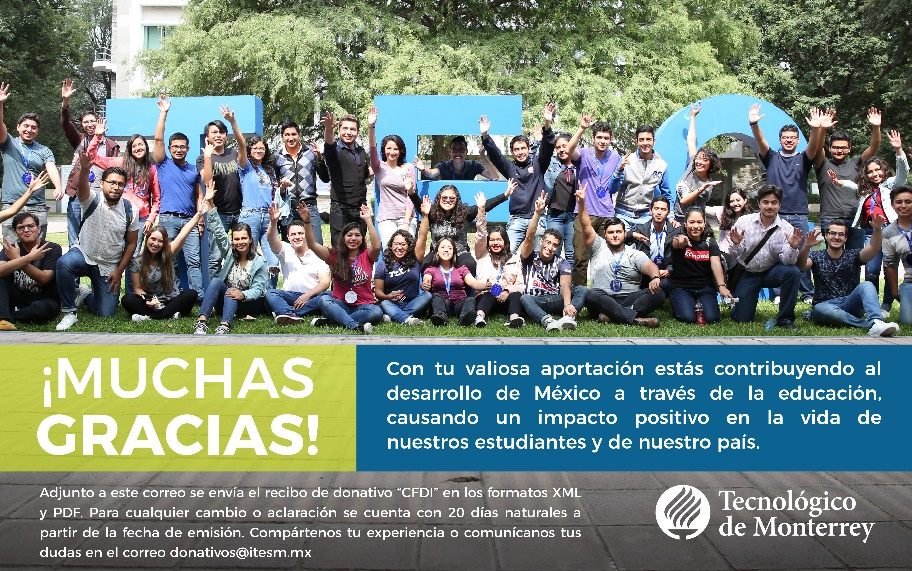 TEC
¡MUCHAS
GRACIAS!
Con tu valiosa aportación estás contribuyendo al
desarrollo de México a través de la educación,
causando un impacto positivo en la vida de
nuestros estudiantes y de nuestro país.
Adjunto a este correo se envía el recibo de donativo “CFDI” en los formatos XML
y PDF. Para cualquier cambio o aclaración se cuenta con 20 días naturales a
partir de la fecha de emisión. Compártenos tu experiencia o comunícanos tus
dudas en el correo donativos@itesm.mx
Tecnológico
de Monterrey